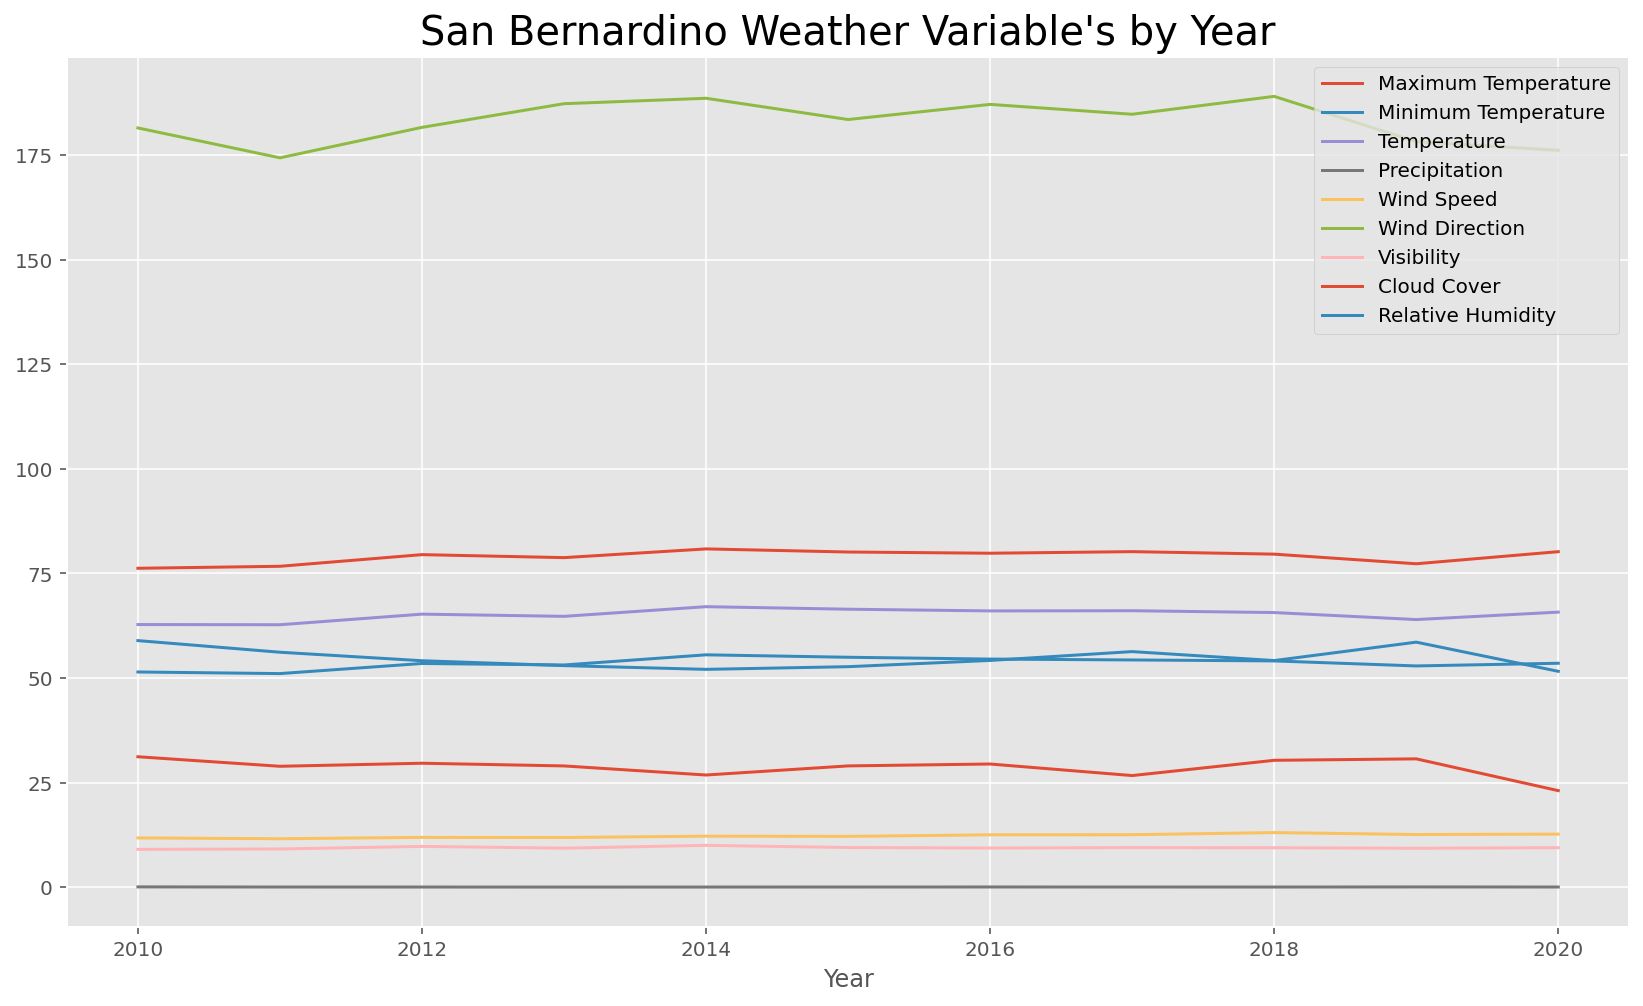 San Bernardino Weather Variable's by Year
Maximum Temperature
Minimum Temperature
Temperature
Precipitation
Wind Speed
Wind Direction
Visibility
Cloud Cover
Relative Humidity
175
150
125
100
75
50
25
0
2010 2012 2014 2016 2018 2020
Year